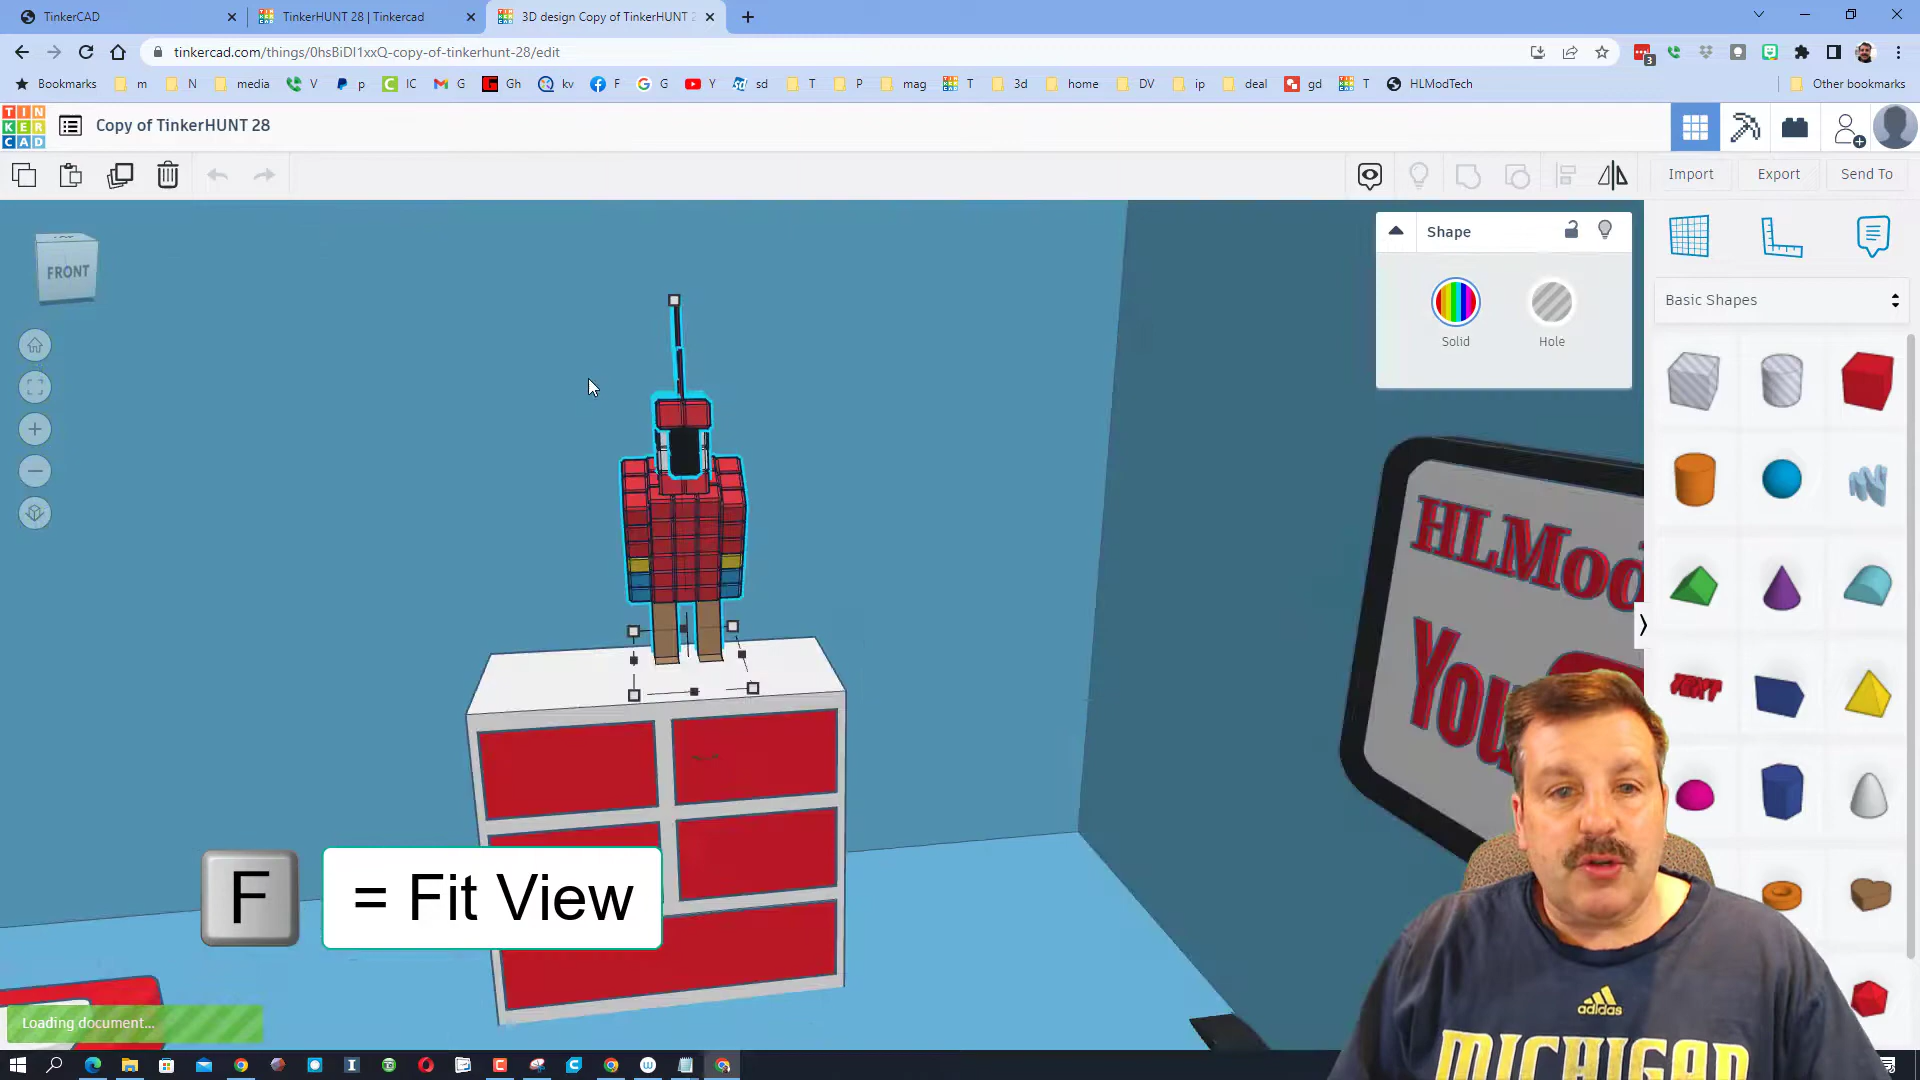 TinkerCAD
TinkerHUNT 28 | Tinkercad
3D design Copy of TinkerHUNT 2
tinkercad.com/things/0hsBiDl1xxQ-copy-of-tinkerhunt-28/edit
3
Bookmarks m N media V p IC G Gh kv F G Y sd T P mag T 3d home DV ip deal gd T HLModTech Other bookmarks
TIN
KER
CAD
Copy of TinkerHUNT 28
Import Export Send To
FRONT
Shape
Solid Hole
Basic Shapes
HLMod
You
TEXT
F = Fit View
Loading document...
adidas
MICHIGAN